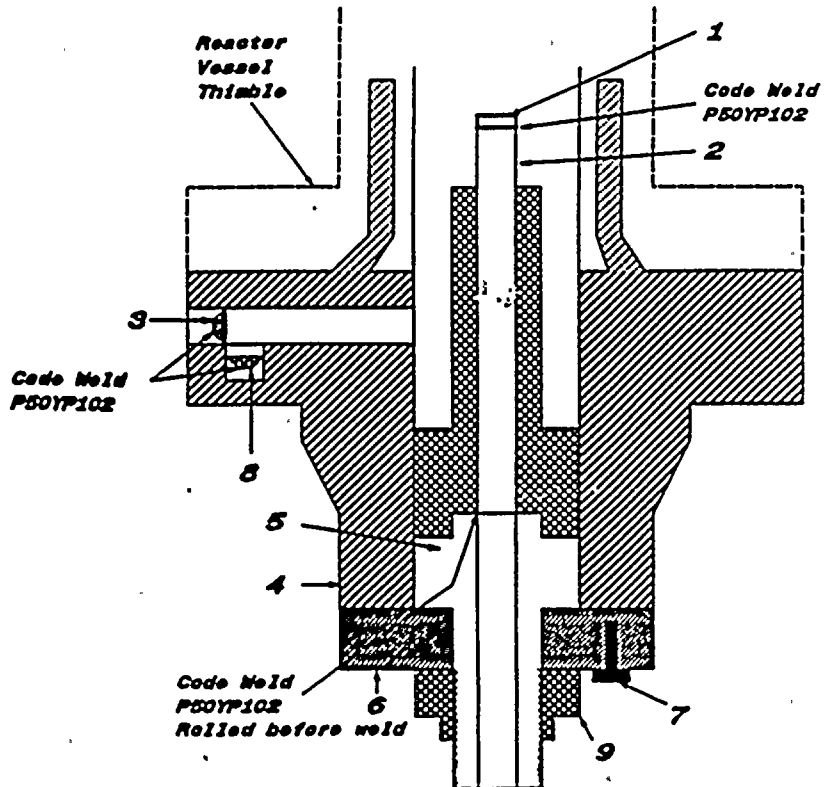 Reactor
Vessel
Thimble
1
Code Weld
P50YP102
2
3
Code Weld
P50YP102
8
5
4
Code Weld
P50YP102
Rolled before weld
6
7
9